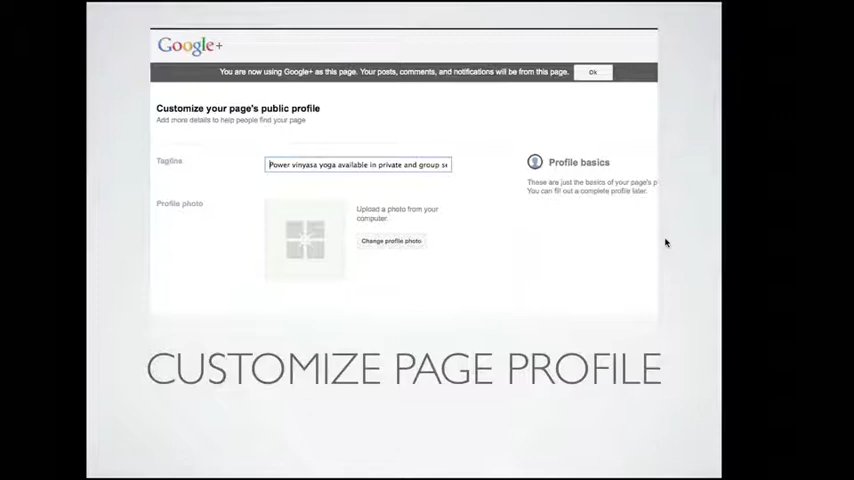 Google+
You are now using Google+ as this page. Your posts, comments, and notifications will be from this page. Ok
Customize your page's public profile
Add more details to help people find your page
Tagline
Power vinyasa yoga available in private and group se
Profile basics
These are just the basics of your page's p
You can fill out a complete profile later.
Profile photo
Upload a photo from your
computer
Change profile photo
CUSTOMIZE PAGE PROFILE